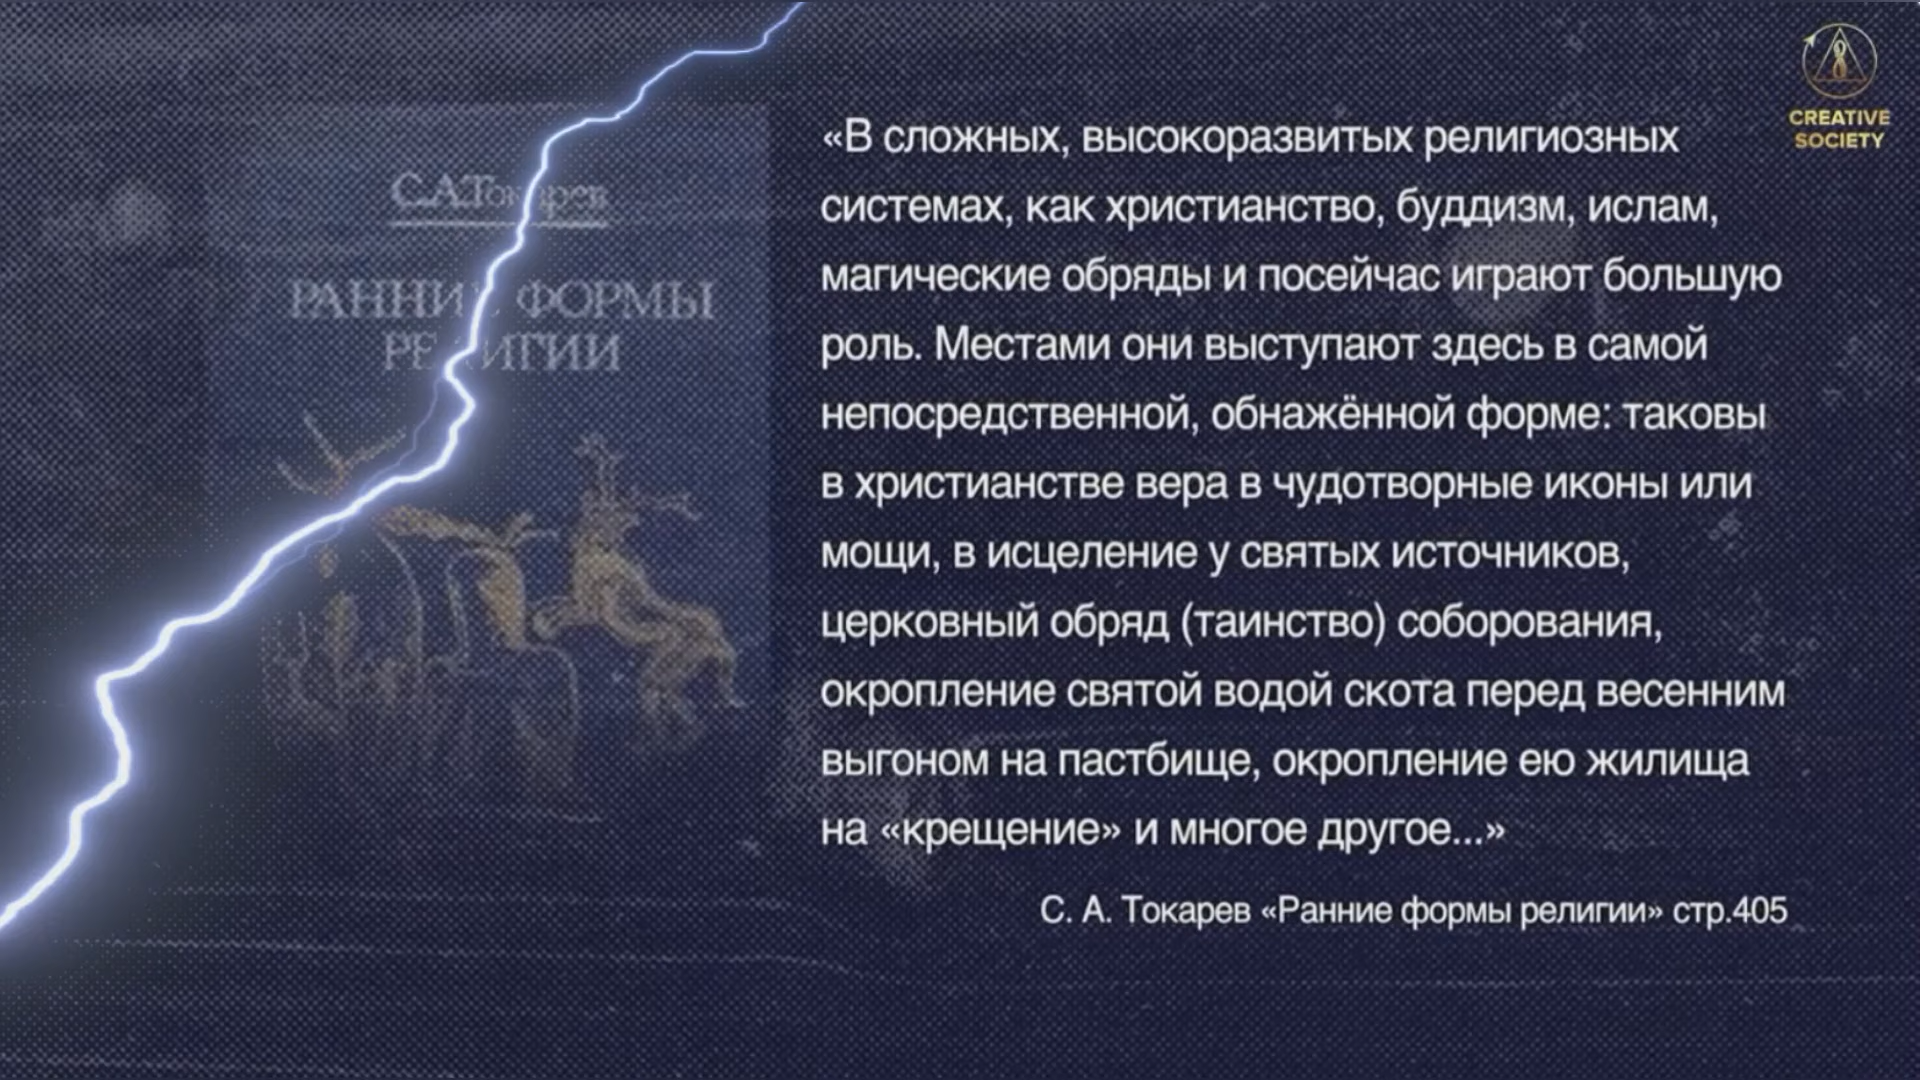 CREATIVE
SOCIETY
С.А.Токарев
РАННИЕ ФОРМЫ
РЕЛИГИИ
«В сложных, высокоразвитых религиозных
системах, как христианство, буддизм, ислам,
магические обряды и посейчас играют большую
роль. Местами они выступают здесь в самой
непосредственной, обнажённой форме: таковы
в христианстве вера в чудотворные иконы или
мощи, в исцеление у святых источников,
церковный обряд (таинство) соборования,
окропление святой водой скота перед весенним
выгоном на пастбище, окропление ею жилища
на «крещение» и многое другое...»
С. А. Токарев «Ранние формы религии» стр.405